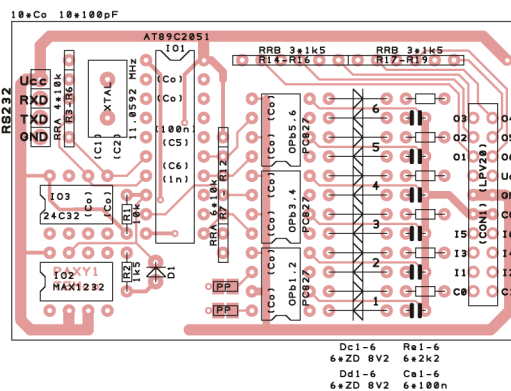 10*Co 10*100pF
AT89C2051
IO1
RRB 3*1k5
R14-R16
RRB 3*1k5
R17-R19
RS232
Ucc
RXD
TXD
GND
RRA 4*10k
R3-R6
XTAL
11.0592 MHz
(C1)
(C2)
(Co)
(Co)
(100n)
(C5)
(C6)
(1n)
RRA 6*10k
R7 - R12
(Co)
OPb5.6
PC827
(Co)
OPb3.4
PC827
(Co)
OPb1.2
PC827
6
5
4
3
2
1
O3
O2
O1
I5
I3
I1
C0
(CON1) (LPV20)
IO3
24C32
(Co)
(Co)
R1
10k
R2
1k5
D1
IO2
MAX1232
PP
PP
Dc1-6 Re1-6
6*ZD 8V2 6*2k2
Dd1-6 Ca1-6
6*ZD 8V2 6*100n